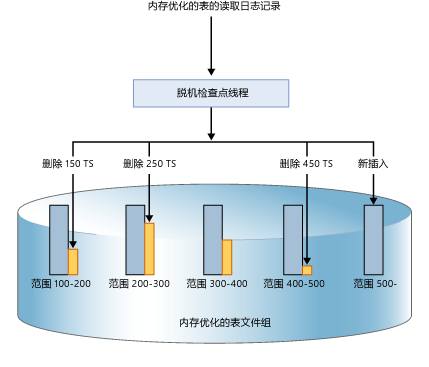 内存优化的表的读取日志记录
脱机检查点线程
删除 150 TS
删除 250 TS
删除 450 TS
新插入
范围 100-200
范围 200-300
范围 300-400
范围 400-500
范围 500-
内存优化的表文件组